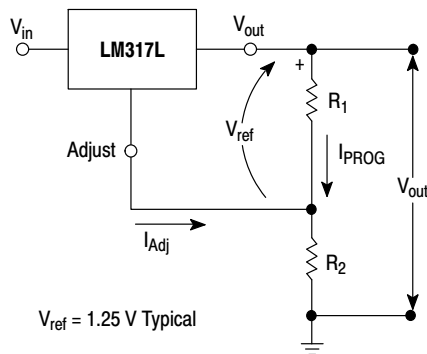 V_in
LM317L
V_out
+
R_1
V_ref
Adjust
I_PROG
V_out
I_Adj
R_2
V_ref = 1.25 V Typical